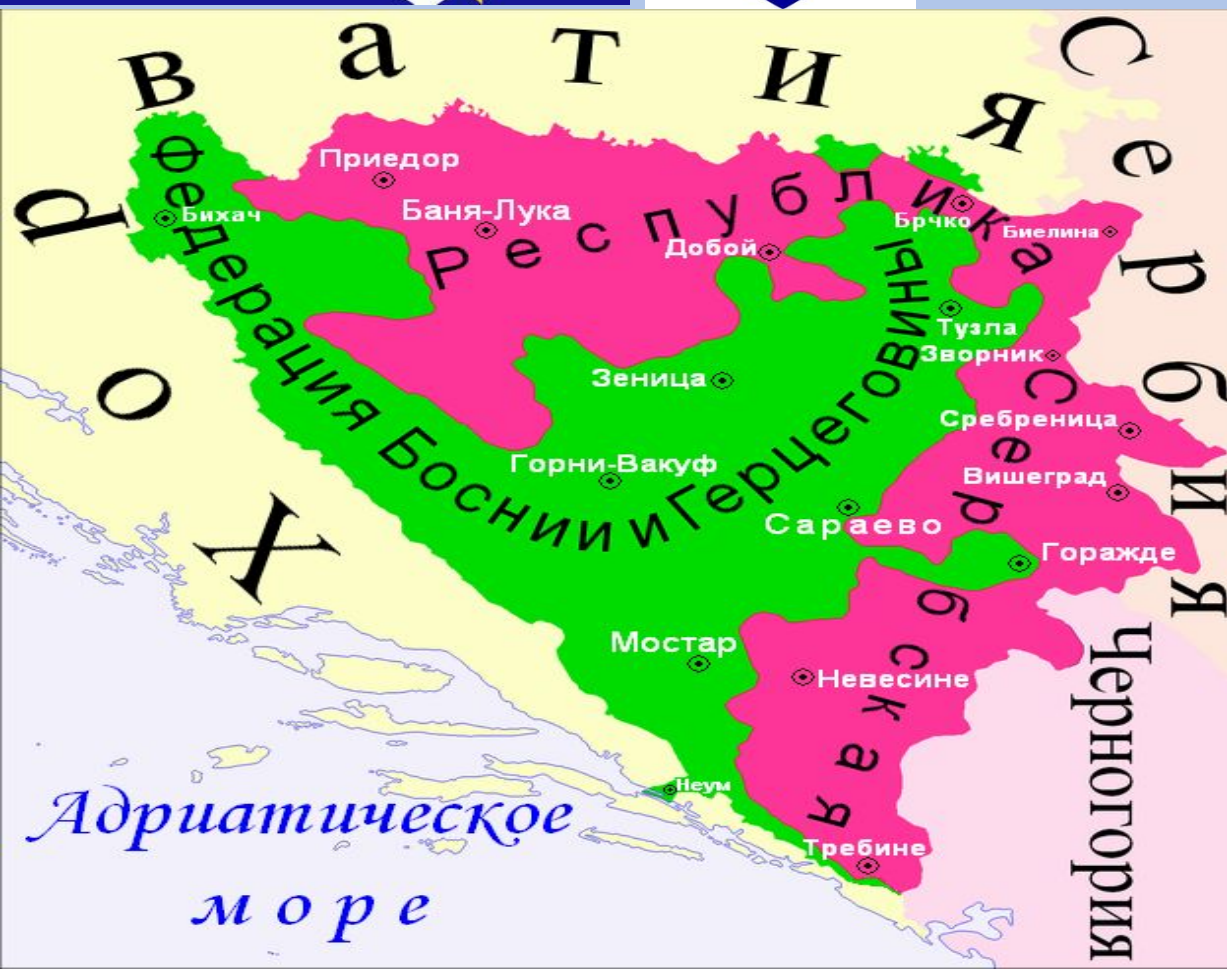 Хорватия
Сербия
Черногория
Адриатическое
море
Федерация Боснии и Герцеговины
Республика Сербская
Приедор
Бихач
Баня-Лука
Добой
Брчко
Биелина
Тузла
Зворник
Зеница
Сребреница
Горни-Вакуф
Вишеград
Сараево
Горажде
Мостар
Невесине
Неум
Требине